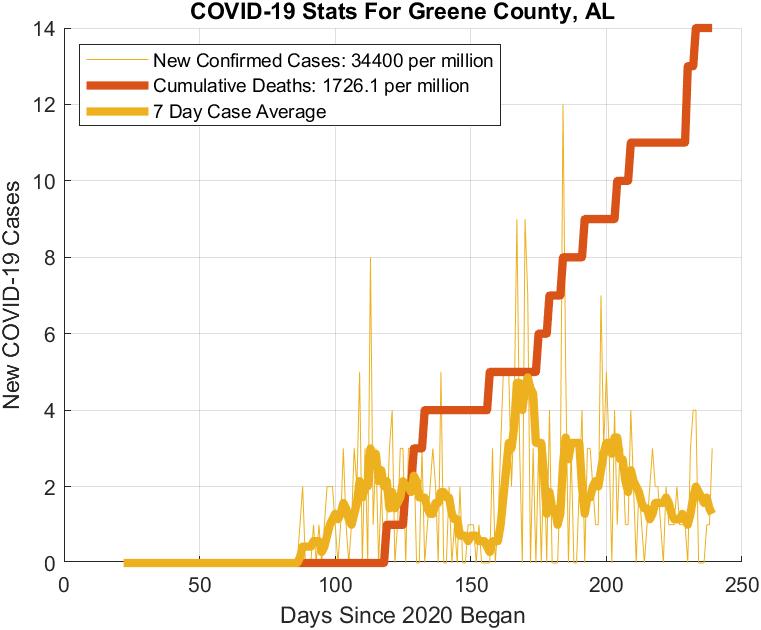 COVID-19 Stats For Greene County, AL
New Confirmed Cases: 34400 per million
Cumulative Deaths: 1726.1 per million
7 Day Case Average
New COVID-19 Cases
14
12
10
8
6
4
2
0
0 50 100 150 200 250
Days Since 2020 Began